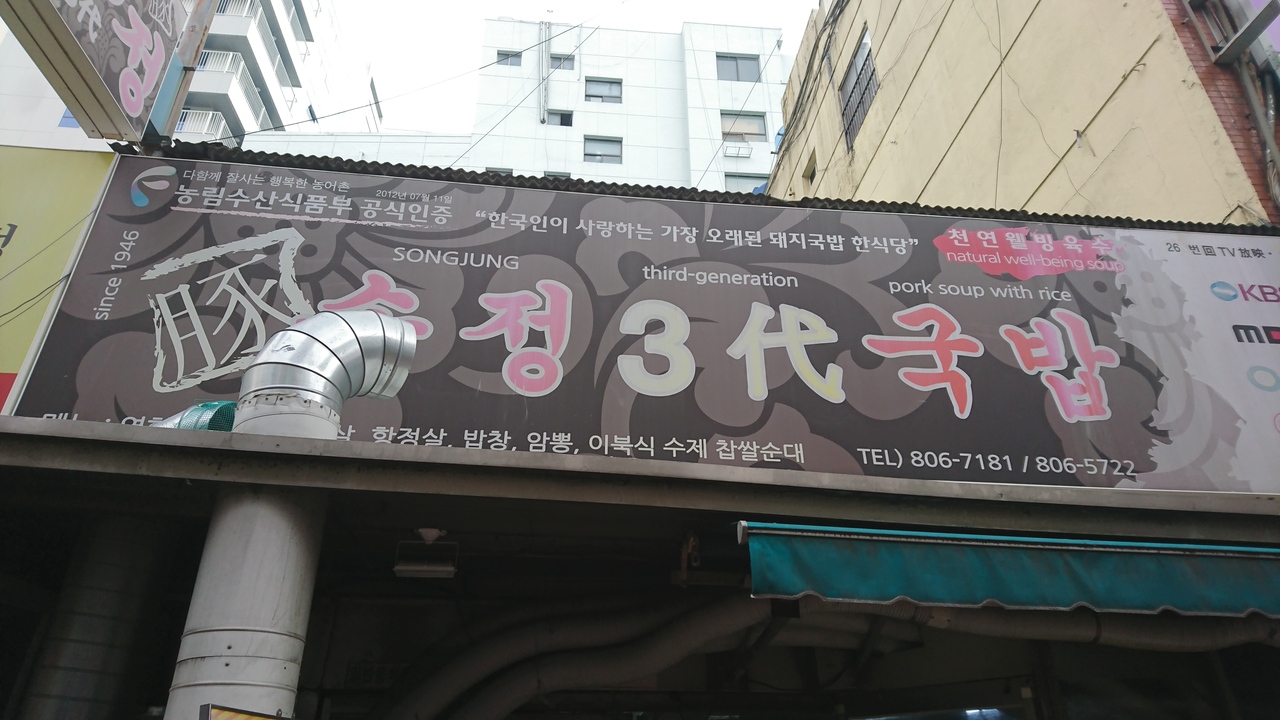 다함께 잘사는 행복한 농어촌
2012년 07월 11일
농림수산식품부 공식인증
"한국인이 사랑하는 가장 오래된 돼지국밥 한식당"
천연웰빙육수
natural well-being soup
26 번回 TV 放映·
since 1946
SONGJUNG
third-generation
pork soup with rice
豚
정 3 代 국밥
KBS
항정살, 밥창, 암뽕, 이북식 수제 찹쌀순대
TEL) 806-7181 / 806-5722